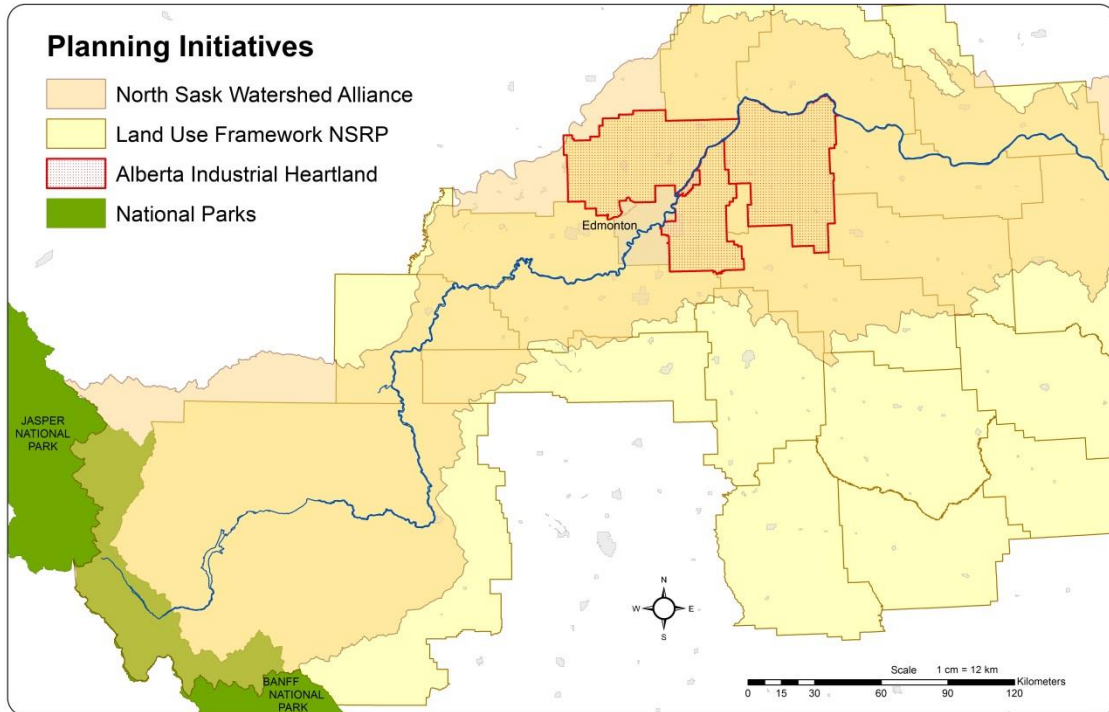 Planning Initiatives
North Sask Watershed Alliance
Land Use Framework NSRP
Alberta Industrial Heartland
National Parks
Edmonton
JASPER
NATIONAL
PARK
BANFF
NATIONAL
PARK
N
W E
S
Scale 1 cm = 12 km
0 15 30 60 90 120 Kilometers